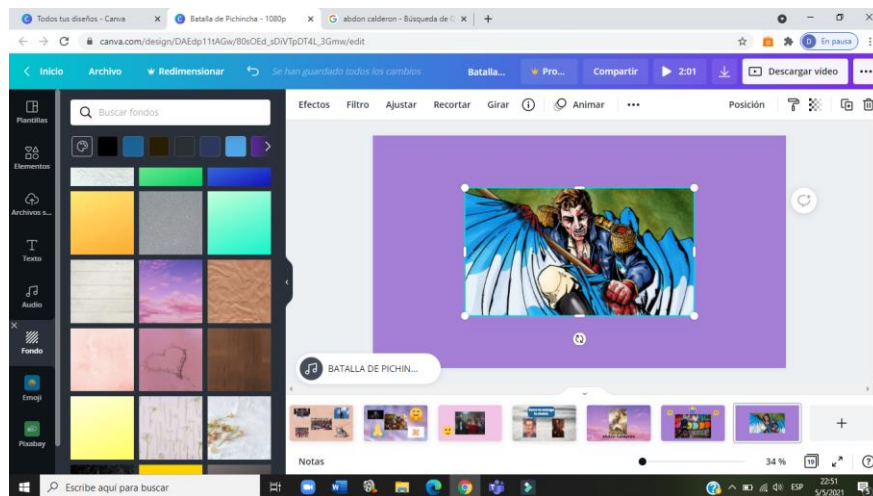 Todos tus diseños - Canva
Batalla de Pichincha - 1080p
abdon calderon - Búsqueda de G
canva.com/design/DAEdp11tAGw/80sOEd_sDiVTpDT4L_3Gmw/edit
D En pausa
Inicio Archivo Redimensionar Se han guardado todos los cambios Batalla... Pro... Compartir 2:01 Descargar vídeo
Plantillas
Elementos
Archivos s...
Texto
Audio
Fondo
Emoji
Pixabay
Buscar fondos
Efectos Filtro Ajustar Recortar Girar Animar Posición
BATALLA DE PICHIN...
Notas
34 %
10
Escribe aquí para buscar
ESP
22:51
5/5/2021